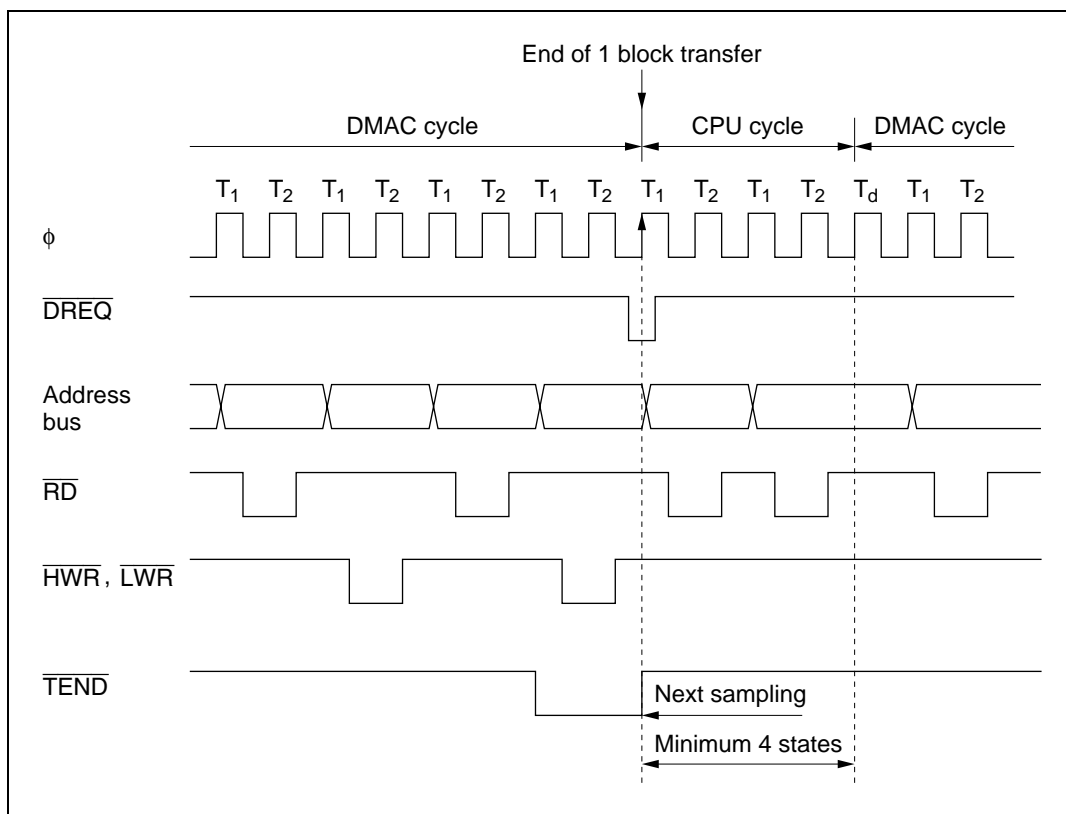 End of 1 block transfer
DMAC cycle CPU cycle DMAC cycle
T1 T2 T1 T2 T1 T2 T1 T2 T1 T2 T1 T2 Td T1 T2
φ
DREQ
Address
bus
RD
HWR, LWR
TEND
Next sampling
Minimum 4 states